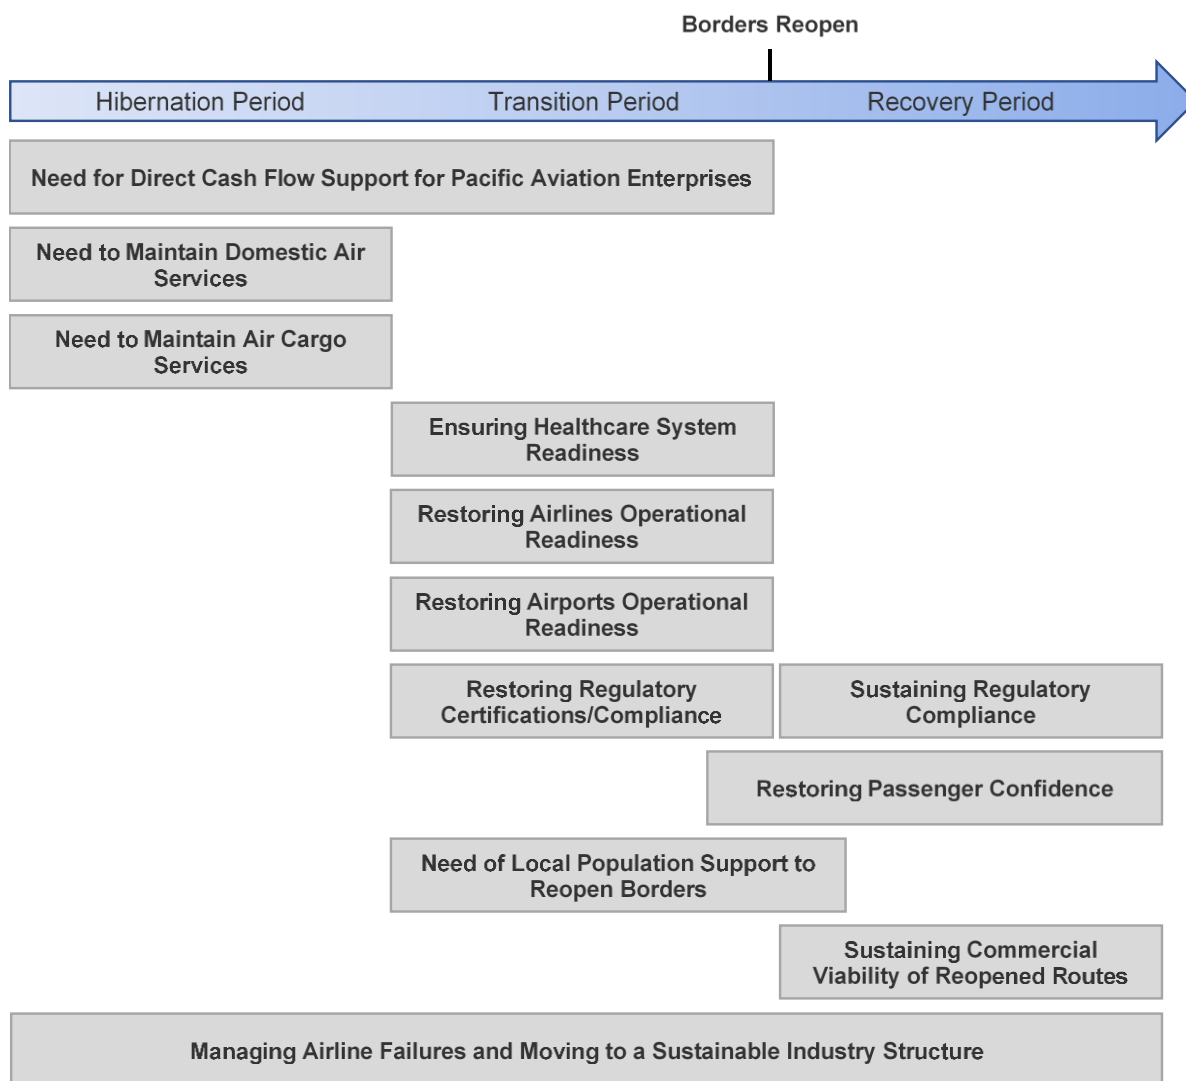 Borders Reopen
Hibernation Period Transition Period Recovery Period
Need for Direct Cash Flow Support for Pacific Aviation Enterprises
Need to Maintain Domestic Air
Services
Need to Maintain Air Cargo
Services
Ensuring Healthcare System
Readiness
Restoring Airlines Operational
Readiness
Restoring Airports Operational
Readiness
Restoring Regulatory
Certifications/Compliance
Sustaining Regulatory
Compliance
Restoring Passenger Confidence
Need of Local Population Support to
Reopen Borders
Sustaining Commercial
Viability of Reopened Routes
Managing Airline Failures and Moving to a Sustainable Industry Structure